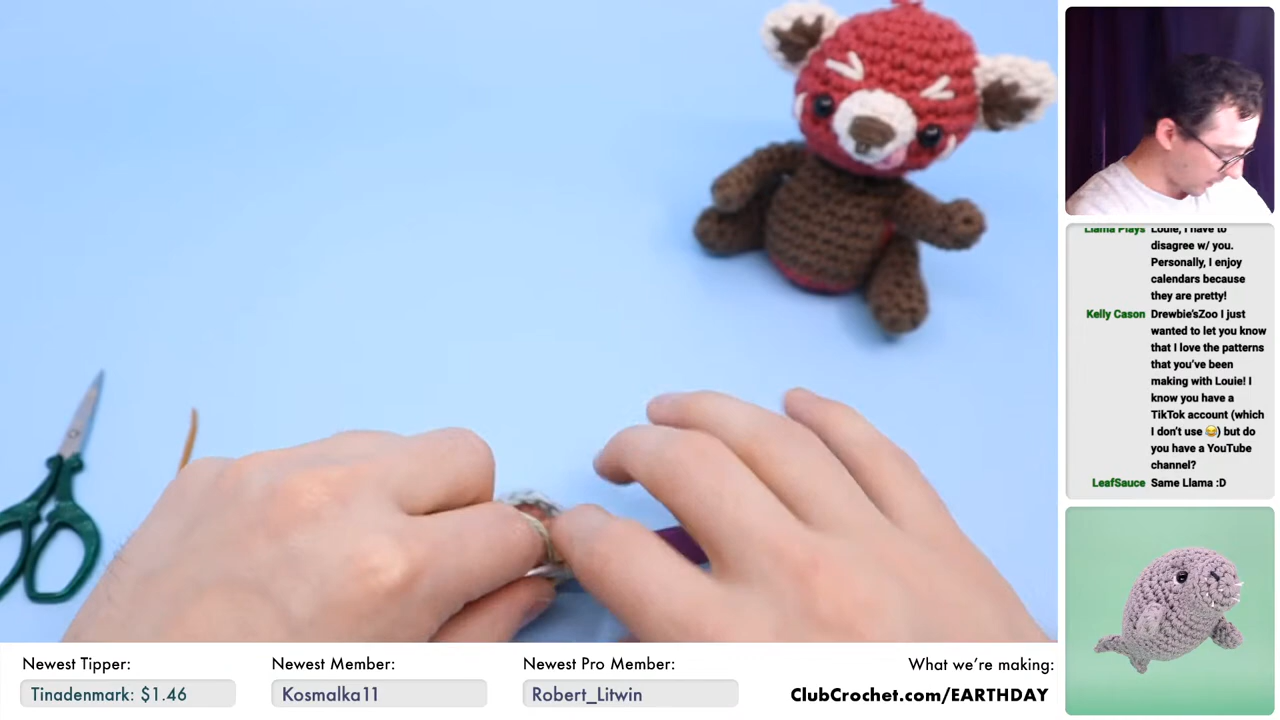 Llama Plays Louie, I have to
disagree w/ you.
Personally, I enjoy
calendars because
they are pretty!
Kelly Cason Drewbie'sZoo I just
wanted to let you know
that I love the patterns
that you've been
making with Louie! I
know you have a
TikTok account (which
I don't use 😂) but do
you have a YouTube
channel?
LeafSauce Same Llama :D
Newest Tipper:
Tinadenmark: $1.46
Newest Member:
Kosmalka11
Newest Pro Member:
Robert_Litwin
What we're making:
ClubCrochet.com/EARTHDAY